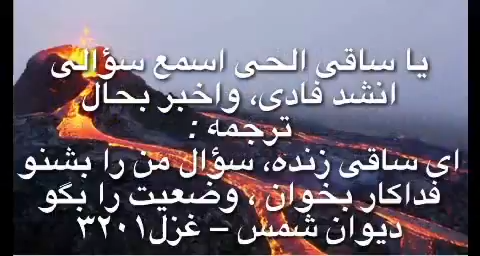 یا ساقی الحی اسمع سؤالی
انشد فادی، واخبر بحال
ترجمه :
ای ساقی زنده، سؤال من را بشنو
فداکار بخوان ، وضعیت را بگو
دیوان شمس – غزل۳۲۰۱